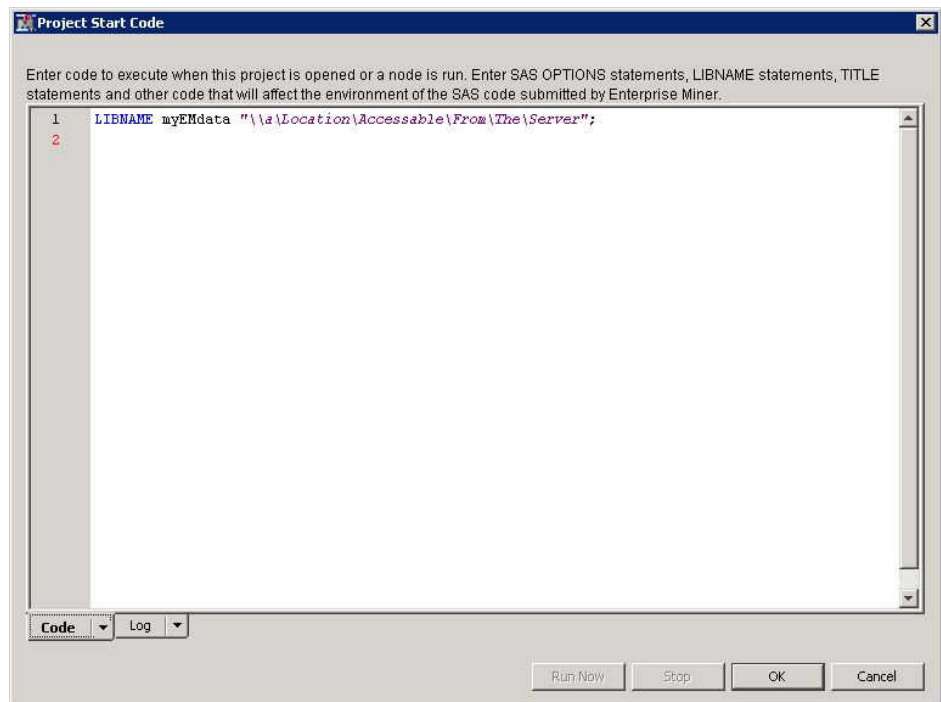 Project Start Code
Enter code to execute when this project is opened or a node is run. Enter SAS OPTIONS statements, LIBNAME statements, TITLE
statements and other code that will affect the environment of the SAS code submitted by Enterprise Miner.
1 LIBNAME myEMdata "\\a\Location\Accessable\From\The\Server";
2
Code Log
Run Now Stop OK Cancel